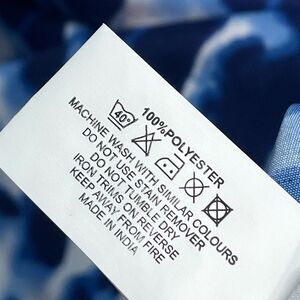 100%POLYESTER
40°
MACHINE WASH WITH SIMILAR COLOURS
DO NOT USE STAIN REMOVER
DO NOT TUMBLE DRY
IRON TRIMS ON REVERSE
KEEP AWAY FROM FIRE
MADE IN INDIA